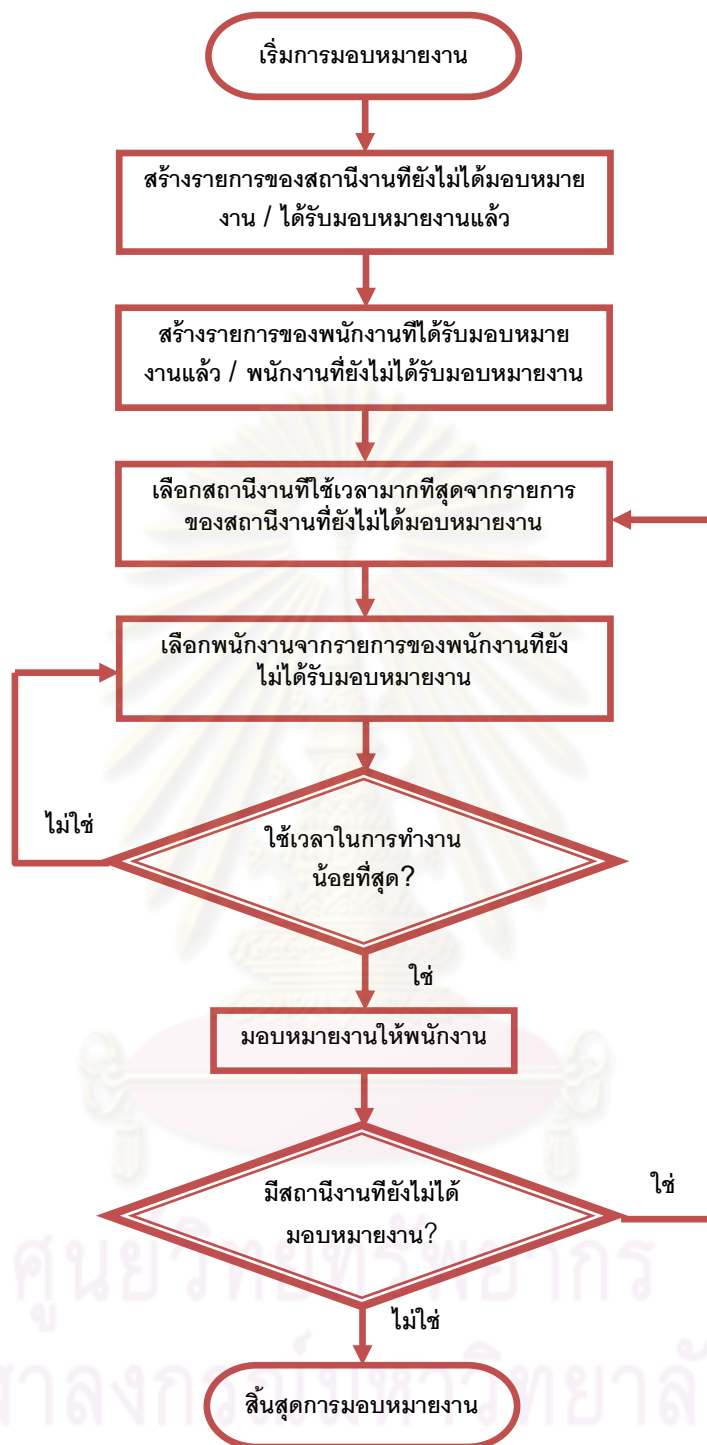 เริ่มการมอบหมายงาน
สร้างรายการของสถานีงานที่ยังไม่ได้มอบหมาย
งาน / ได้รับมอบหมายงานแล้ว
สร้างรายการของพนักงานที่ได้รับมอบหมาย
งานแล้ว / พนักงานที่ยังไม่ได้รับมอบหมายงาน
เลือกสถานีงานที่ใช้เวลามากที่สุดจากรายการ
ของสถานีงานที่ยังไม่ได้มอบหมายงาน
เลือกพนักงานจากรายการของพนักงานที่ยัง
ไม่ได้รับมอบหมายงาน
ไม่ใช่
ใช้เวลาในการทำงาน
น้อยที่สุด?
ใช่
มอบหมายงานให้พนักงาน
มีสถานีงานที่ยังไม่ได้
มอบหมายงาน?
ใช่
ศูนย์วิทยทรัพยากร
ไม่ใช่
สิ้นสุดการมอบหมายงาน